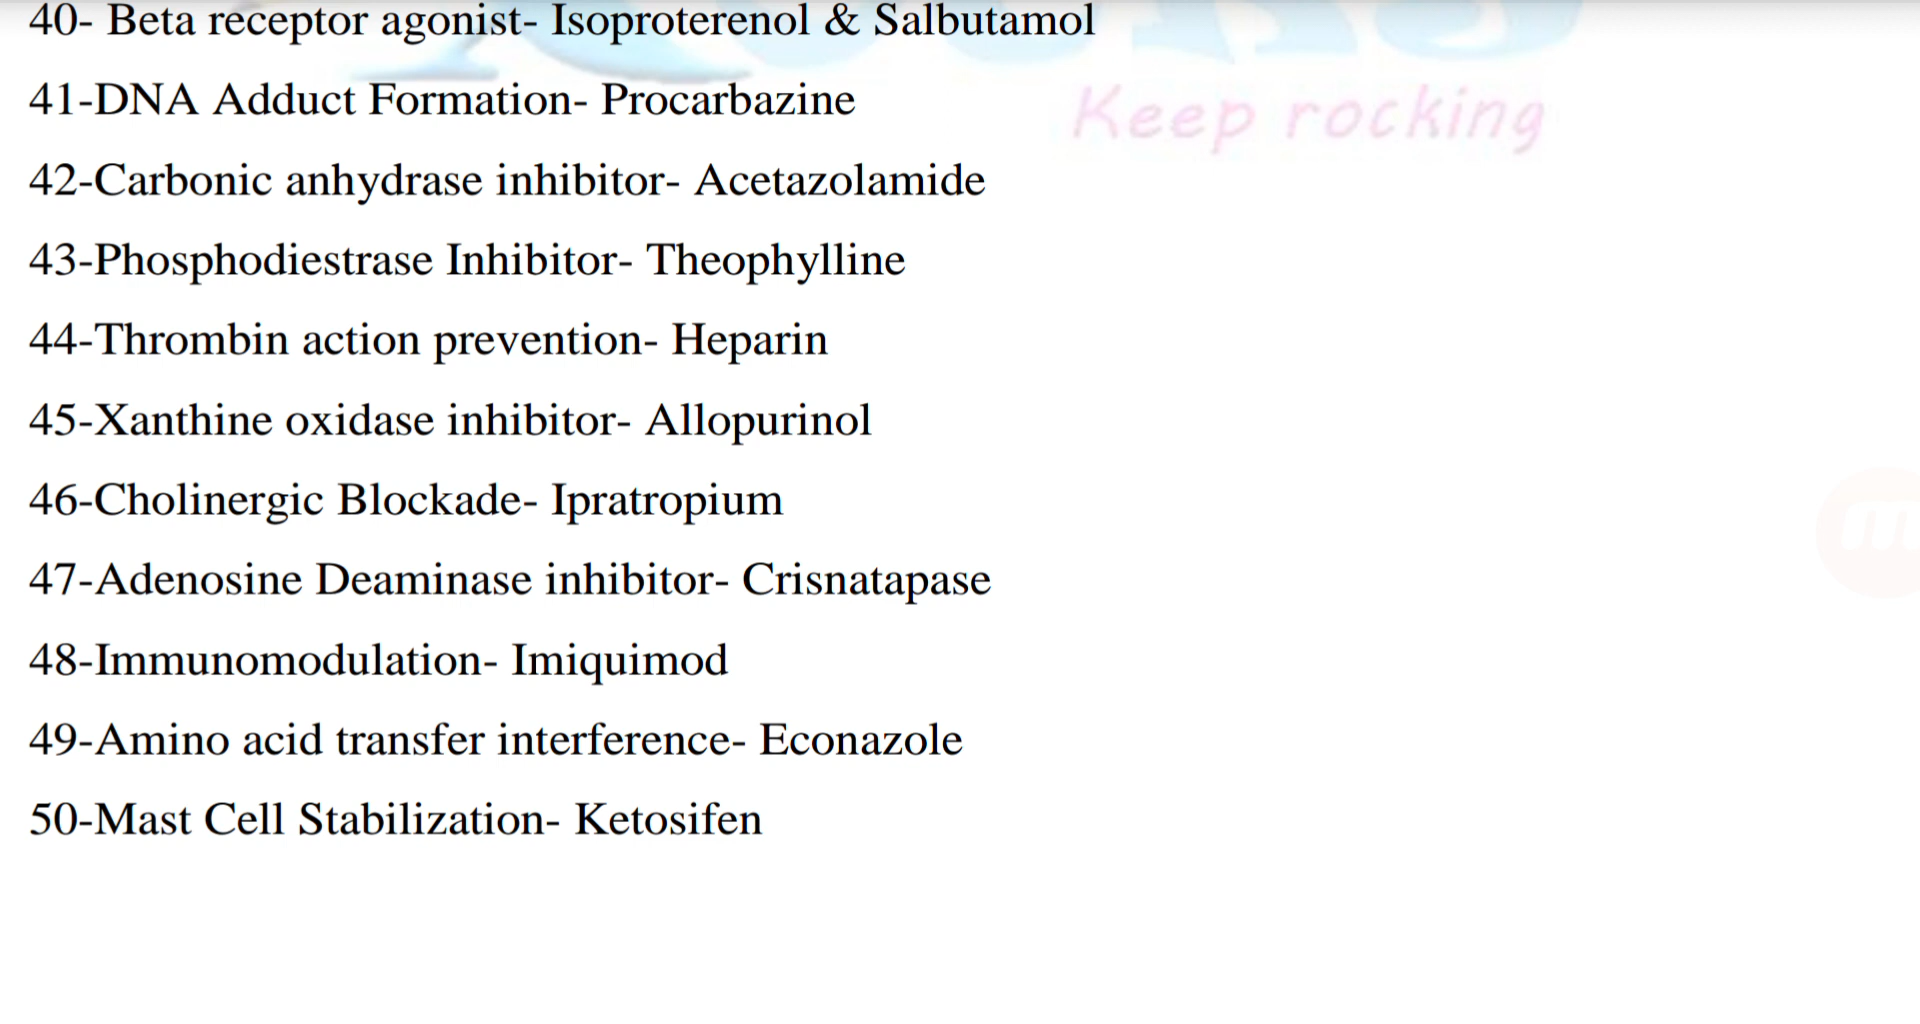 40- Beta receptor agonist- Isoproterenol & Salbutamol
41-DNA Adduct Formation- Procarbazine
Keep rocking
42-Carbonic anhydrase inhibitor- Acetazolamide
43-Phosphodiestrase Inhibitor- Theophylline
44-Thrombin action prevention- Heparin
45-Xanthine oxidase inhibitor- Allopurinol
46-Cholinergic Blockade- Ipratropium
47-Adenosine Deaminase inhibitor- Crisnatapase
48-Immunomodulation- Imiquimod
49-Amino acid transfer interference- Econazole
50-Mast Cell Stabilization- Ketosifen